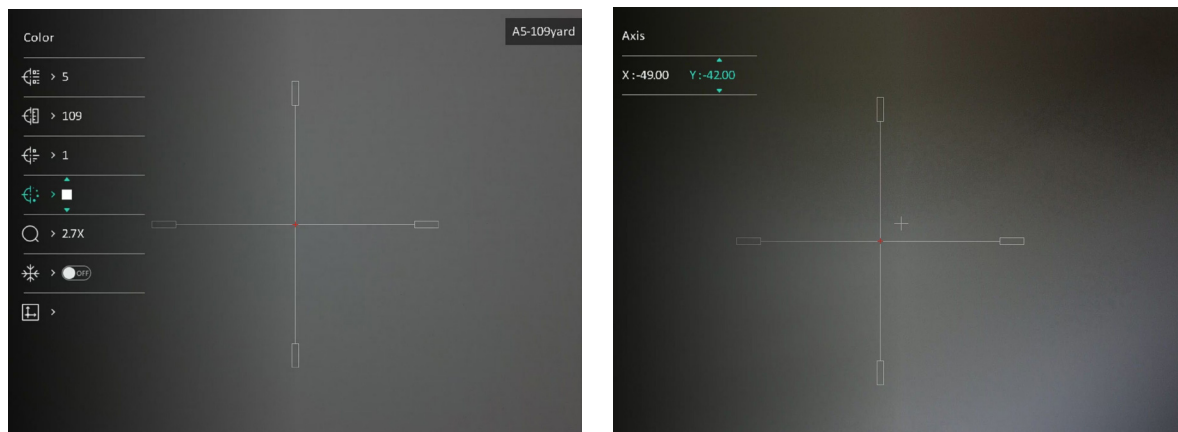 Color
A5-109yard
> 5
> 109
> 1
>
> 2.7X
> OFF
>
Axis
X :-49.00 Y :-42.00